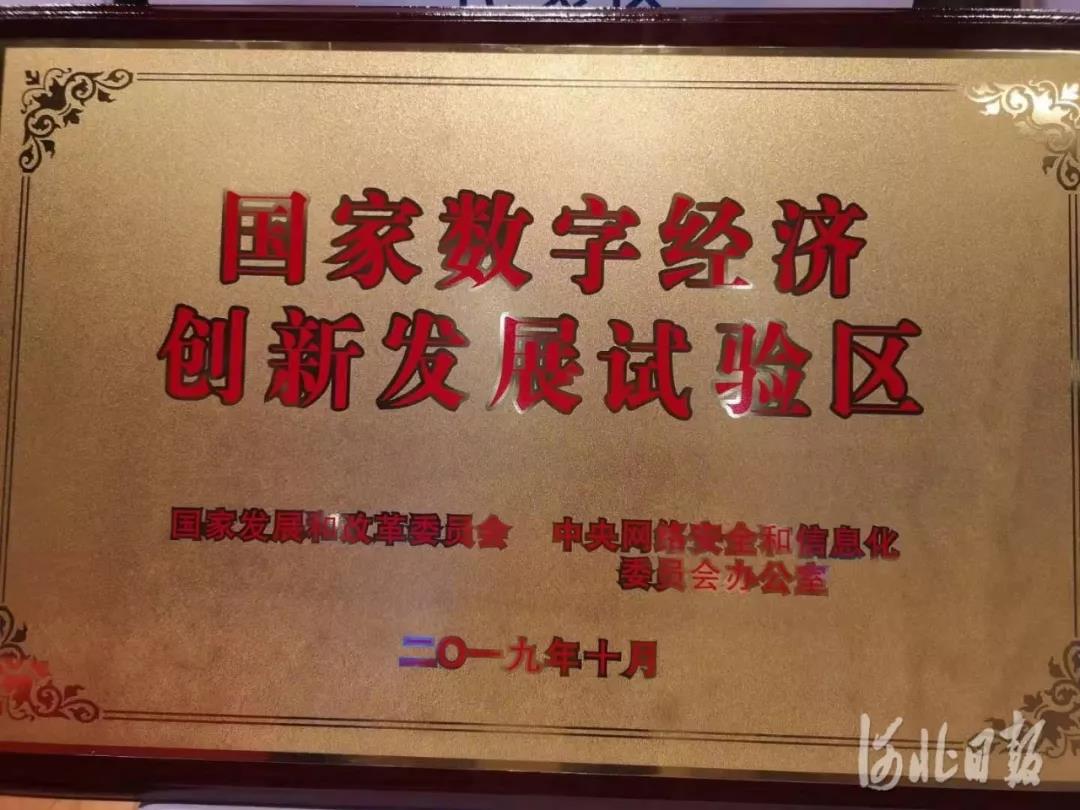 国家数字经济
创新发展试验区
国家发展和改革委员会 中央网络安全和信息化
委员会办公室
二〇一九年十月
河北日报